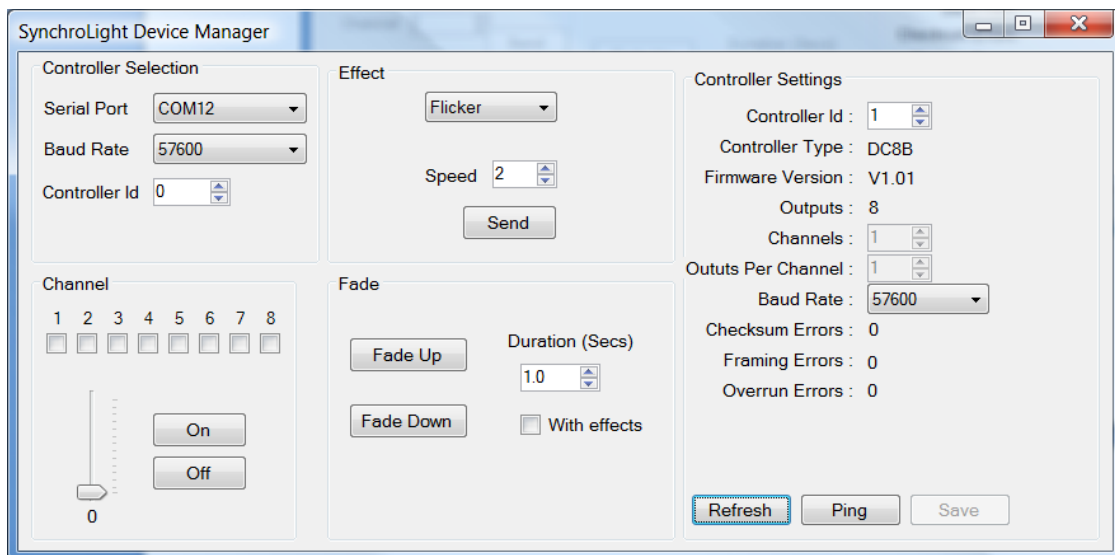 SynchroLight Device Manager
Controller Selection
Serial Port COM12
Baud Rate 57600
Controller Id 0
Effect
Flicker
Speed 2
Send
Channel
1 2 3 4 5 6 7 8
On
Off
0
Fade
Fade Up
Duration (Secs)
1.0
Fade Down
With effects
Controller Settings
Controller Id : 1
Controller Type : DC8B
Firmware Version : V1.01
Outputs : 8
Channels : 1
Oututs Per Channel : 1
Baud Rate : 57600
Checksum Errors : 0
Framing Errors : 0
Overrun Errors : 0
Refresh Ping Save